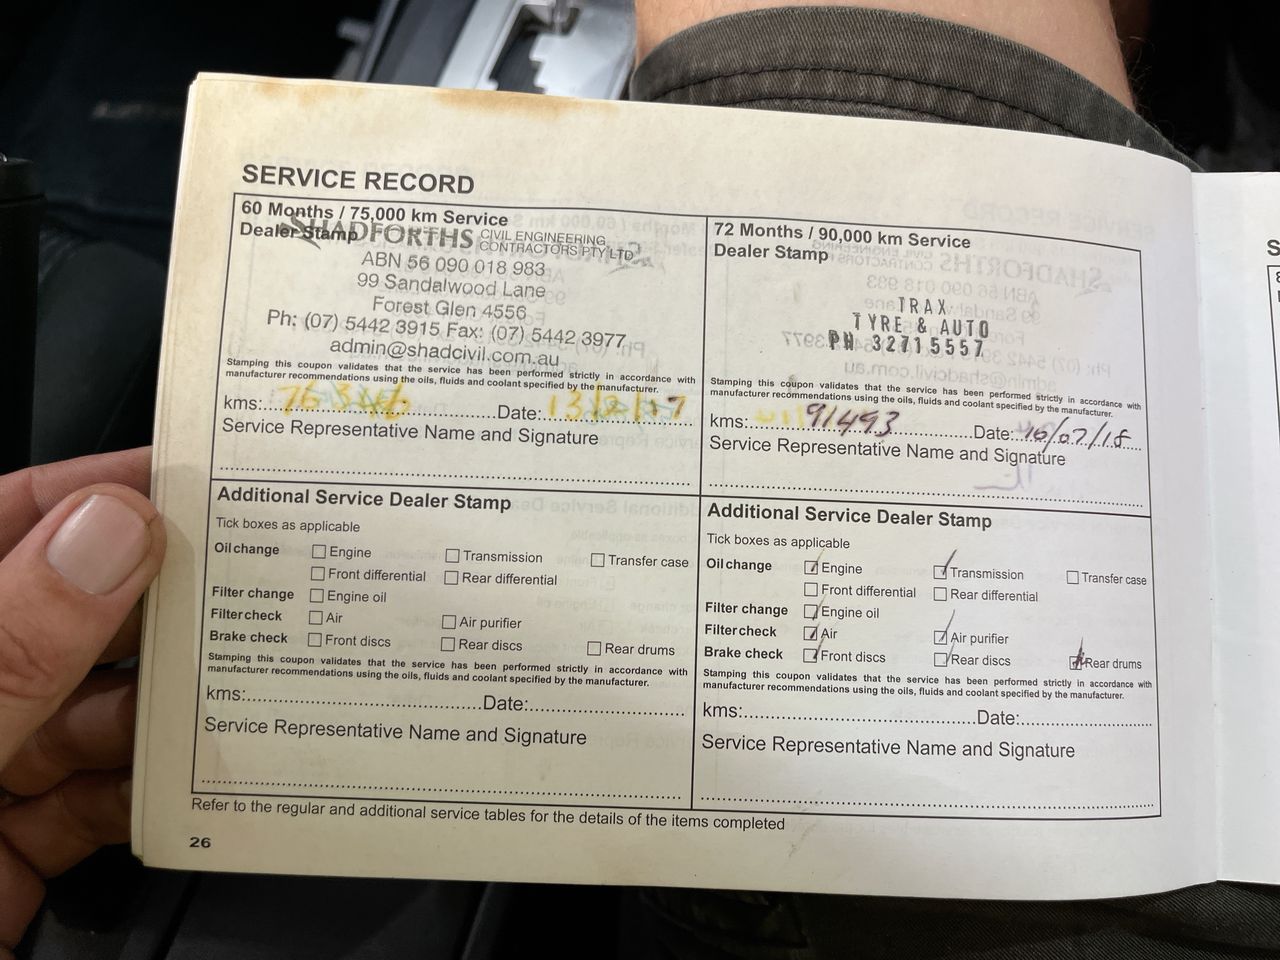 SERVICE RECORD
60 Months / 75,000 km Service
Dealer Stamp
SHADFORTHS CIVIL ENGINEERING CONTRACTORS PTY LTD
ABN 56 090 018 983
99 Sandalwood Lane
Forest Glen 4556
Ph: (07) 5442 3915 Fax: (07) 5442 3977
admin@shadcivil.com.au
Stamping this coupon validates that the service has been performed strictly in accordance with
manufacturer recommendations using the oils, fluids and coolant specified by the manufacturer.
kms: 76346 Date:
Service Representative Name and Signature
Additional Service Dealer Stamp
Tick boxes as applicable
Oil change Engine Transmission Transfer case
Front differential Rear differential
Filter change Engine oil
Filter check Air Air purifier
Brake check Front discs Rear discs Rear drums
Stamping this coupon validates that the service has been performed strictly in accordance with
manufacturer recommendations using the oils, fluids and coolant specified by the manufacturer.
kms: Date:
Service Representative Name and Signature
72 Months / 90,000 km Service
Dealer Stamp
TRAX
TYRE & AUTO
PH 32715557
Stamping this coupon validates that the service has been performed strictly in accordance with
manufacturer recommendations using the oils, fluids and coolant specified by the manufacturer.
kms: 91493 Date: 16/07/18
Service Representative Name and Signature
Additional Service Dealer Stamp
Tick boxes as applicable
Oil change Engine Transmission Transfer case
Front differential Rear differential
Filter change Engine oil
Filter check Air Air purifier
Brake check Front discs Rear discs Rear drums
Stamping this coupon validates that the service has been performed strictly in accordance with
manufacturer recommendations using the oils, fluids and coolant specified by the manufacturer.
kms: Date:
Service Representative Name and Signature
Refer to the regular and additional service tables for the details of the items completed
26